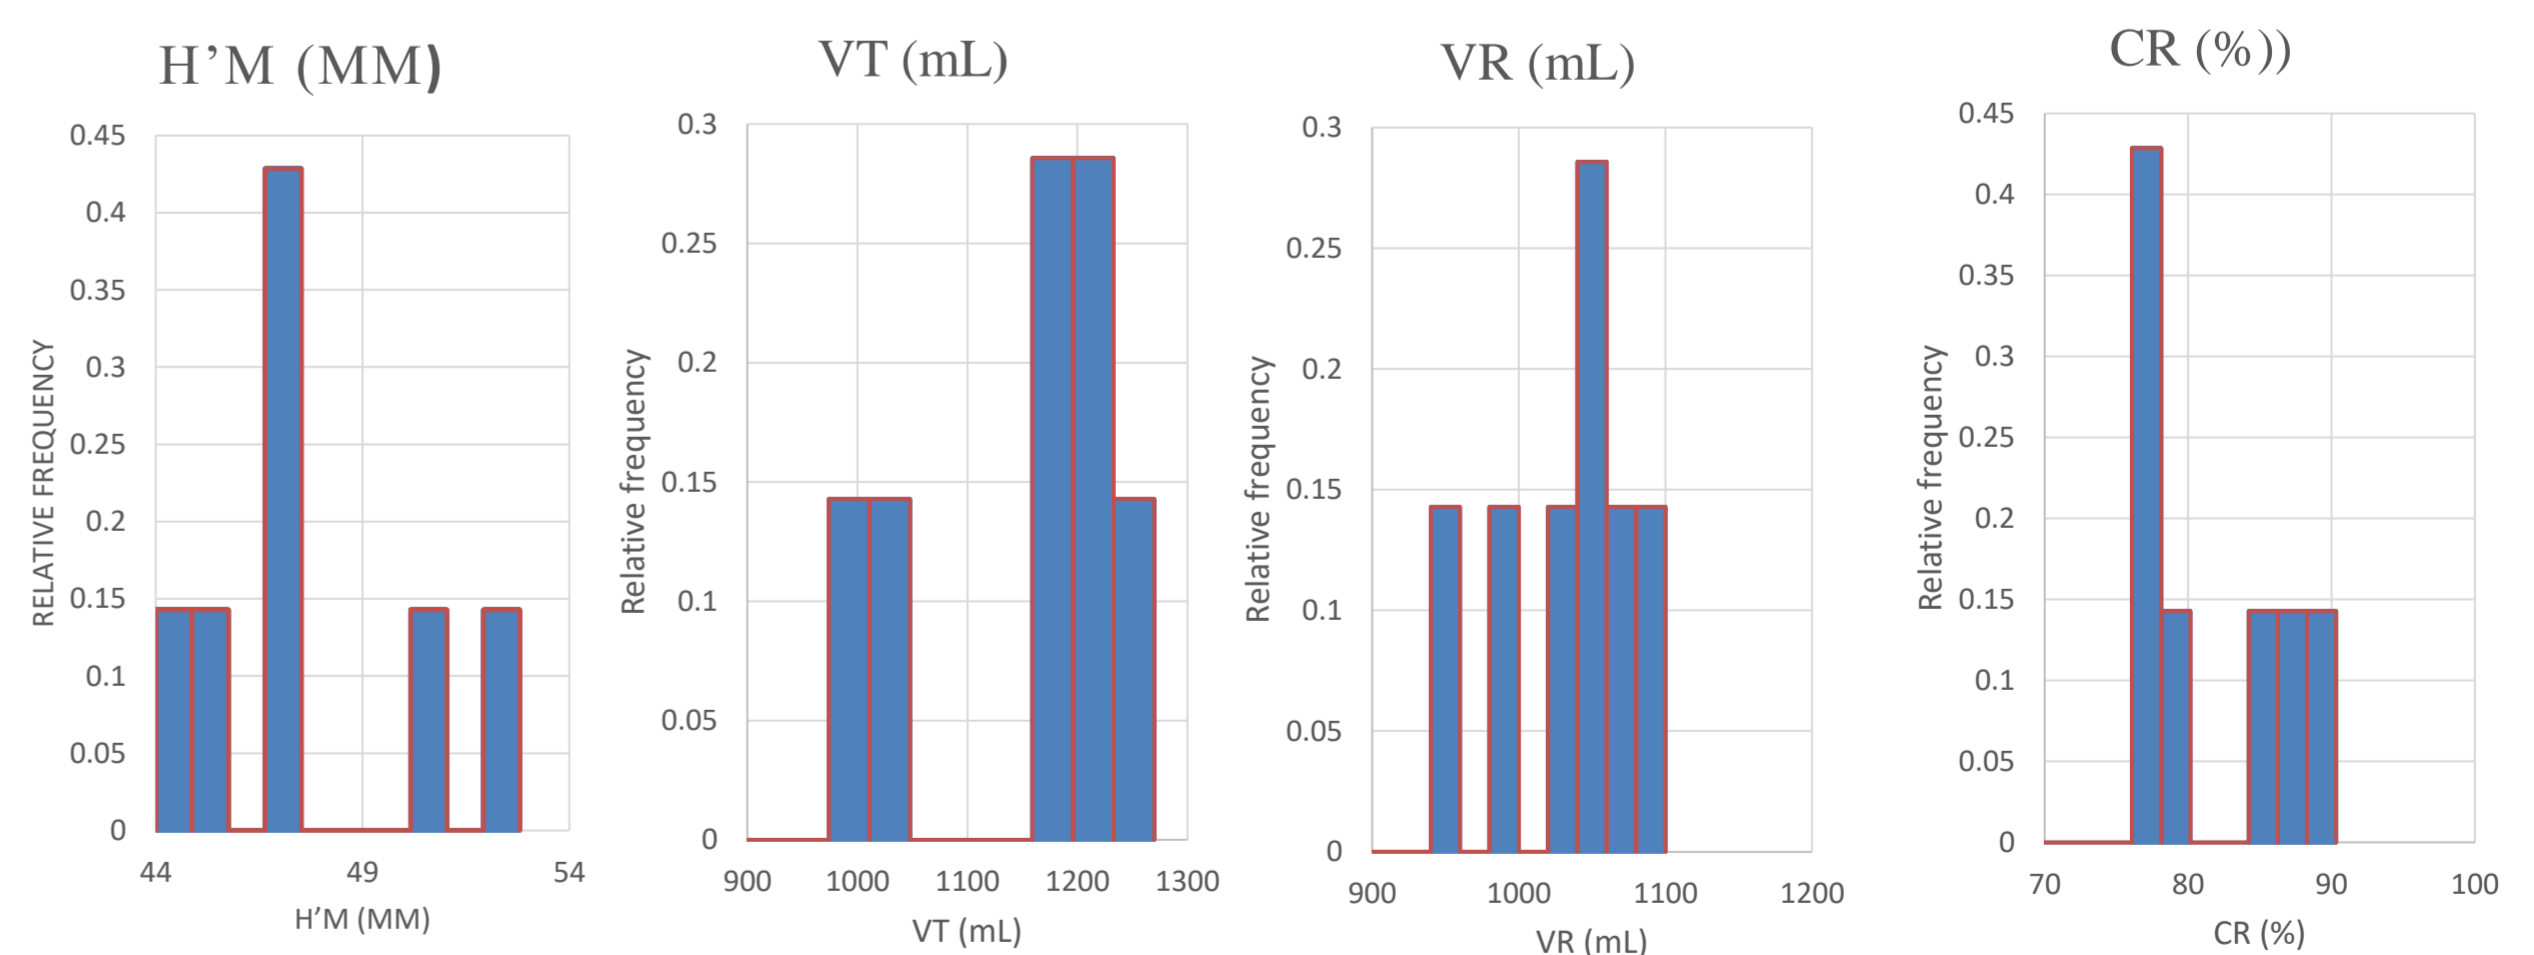 H’M (MM)
0.45
0.4
0.35
0.3
0.25
0.2
0.15
0.1
0.05
0
RELATIVE FREQUENCY
44 49 54
H’M (MM)
VT (mL)
0.3
0.25
0.2
0.15
0.1
0.05
0
Relative frequency
900 1000 1100 1200 1300
VT (mL)
VR (mL)
0.3
0.25
0.2
0.15
0.1
0.05
0
Relative frequency
900 1000 1100 1200
VR (mL)
CR (%))
0.45
0.4
0.35
0.3
0.25
0.2
0.15
0.1
0.05
0
Relative frequency
70 80 90 100
CR (%)